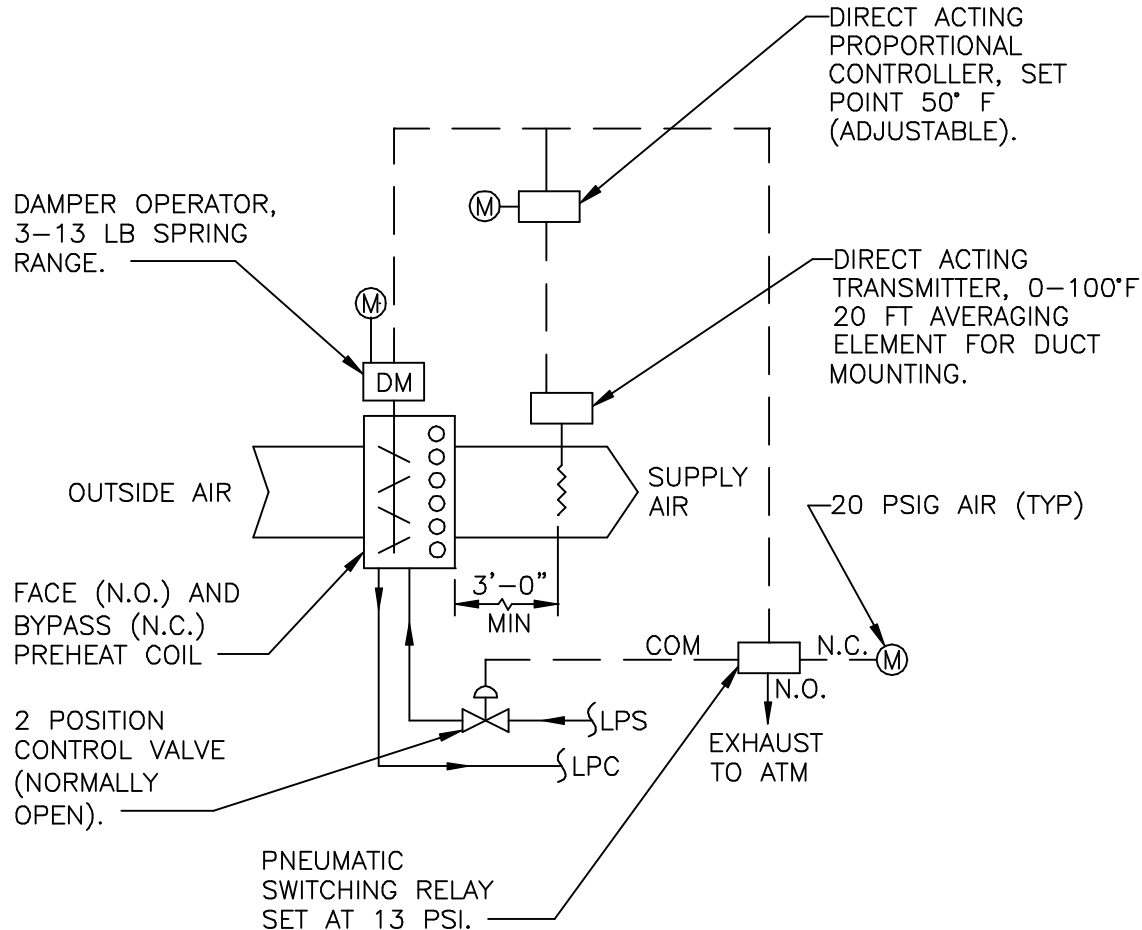 DIRECT ACTING
PROPORTIONAL
CONTROLLER, SET
POINT 50° F
(ADJUSTABLE).
DAMPER OPERATOR,
3-13 LB SPRING
RANGE.
M
DIRECT ACTING
TRANSMITTER, 0-100°F
20 FT AVERAGING
ELEMENT FOR DUCT
MOUNTING.
M
DM
OUTSIDE AIR
SUPPLY
AIR
20 PSIG AIR (TYP)
FACE (N.O.) AND
BYPASS (N.C.)
PREHEAT COIL
3'-0"
MIN
COM
N.C.
M
N.O.
2 POSITION
CONTROL VALVE
(NORMALLY
OPEN).
LPS
LPC
EXHAUST
TO ATM
PNEUMATIC
SWITCHING RELAY
SET AT 13 PSI.